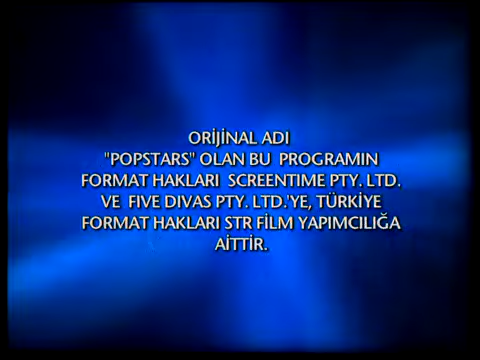 ORİJİNAL ADI
"POPSTARS" OLAN BU PROGRAMIN
FORMAT HAKLARI SCREENTIME PTY. LTD.
VE FIVE DIVAS PTY. LTD.'YE, TÜRKİYE
FORMAT HAKLARI STR FİLM YAPIMCILIĞA
AİTTİR.